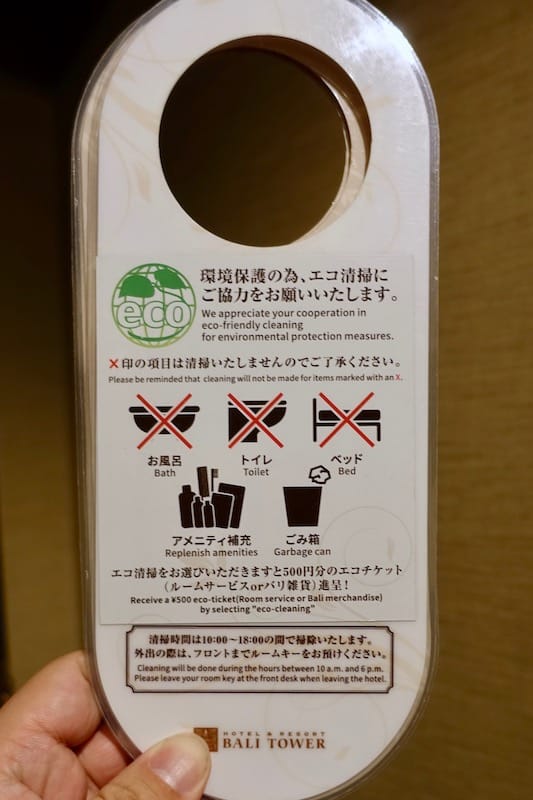 eco
環境保護の為、エコ清掃に
ご協力をお願いいたします。
We appreciate your cooperation in
eco-friendly cleaning
for environmental protection measures.
×印の項目は清掃いたしませんのでご了承ください。
Please be reminded that cleaning will not be made for items marked with an X.
お風呂
Bath
トイレ
Toilet
ベッド
Bed
アメニティ補充
Replenish amenities
ごみ箱
Garbage can
エコ清掃をお選びいただきますと500円分のエコチケット
(ルームサービスorバリ雑貨)進呈!
Receive a ¥500 eco-ticket(Room service or Bali merchandise)
by selecting "eco-cleaning"
清掃時間は10:00～18:00の間で掃除いたします。
外出の際は、フロントまでルームキーをお預けください。
Cleaning will be done during the hours between 10 a.m. and 6 p.m.
Please leave your room key at the front desk when leaving the hotel.
HOTEL & RESORT
BALI TOWER